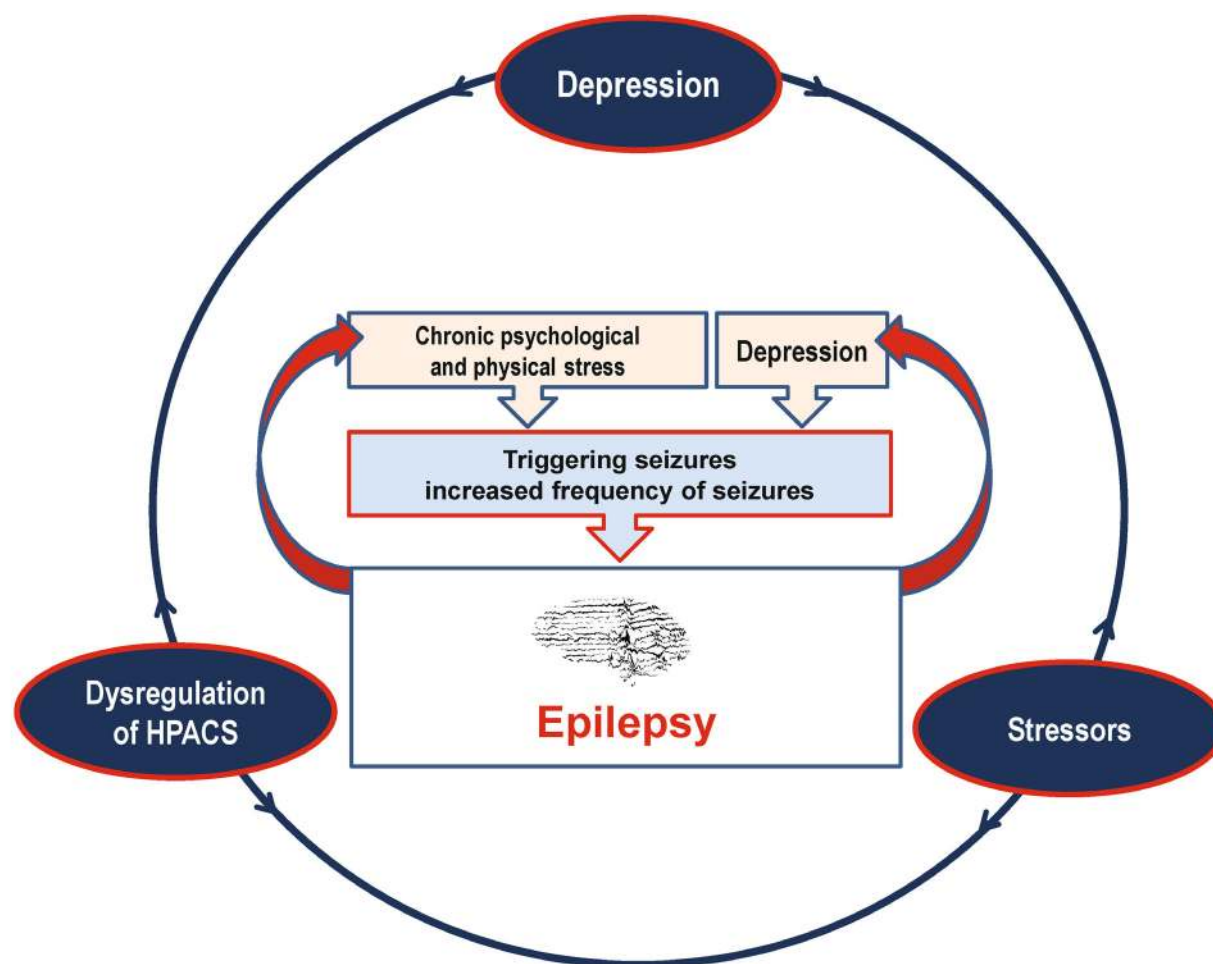 Depression
Chronic psychological
and physical stress
Depression
Triggering seizures
increased frequency of seizures
Epilepsy
Dysregulation
of HPACS
Stressors